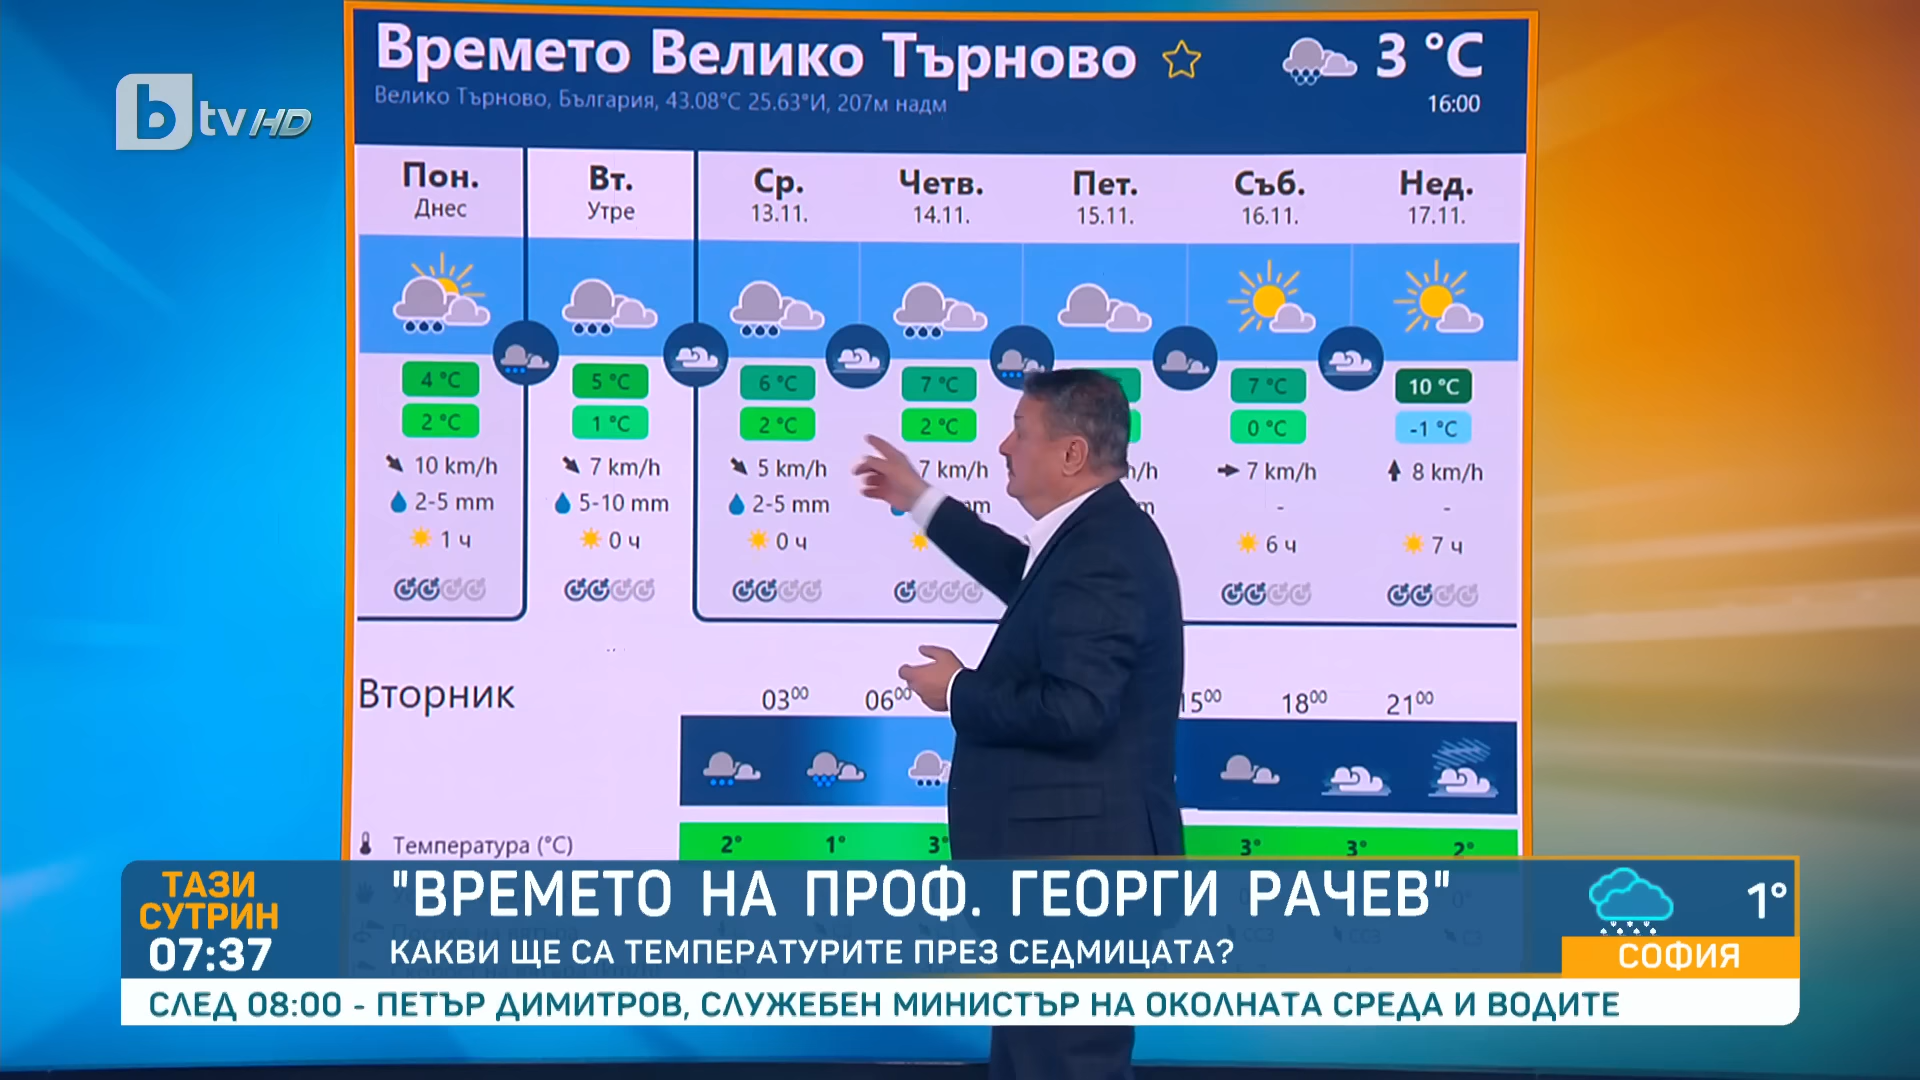 btv HD
Времето Велико Търново
3 °C
Велико Търново, България, 43.08°С 25.63°И, 207м надм
16:00
Пон. Вт. Ср. Четв. Пет. Съб. Нед.
Днес Утре 13.11. 14.11. 15.11. 16.11. 17.11.
4 °C 5 °C 6 °C 7 °C 7 °C 10 °C
2 °C 1 °C 2 °C 2 °C 0 °C -1 °C
10 km/h 7 km/h 5 km/h 7 km/h 7 km/h 8 km/h
2-5 mm 5-10 mm 2-5 mm - -
1 ч 0 ч 0 ч 6 ч 7 ч
Вторник 03⁰⁰ 06⁰⁰ 15⁰⁰ 18⁰⁰ 21⁰⁰
Температура (°C) 2° 1° 3° 3° 3° 2°
ТАЗИ
СУТРИН
07:37
"ВРЕМЕТО НА ПРОФ. ГЕОРГИ РАЧЕВ"
КАКВИ ЩЕ СА ТЕМПЕРАТУРИТЕ ПРЕЗ СЕДМИЦАТА?
1°
СОФИЯ
СЛЕД 08:00 - ПЕТЪР ДИМИТРОВ, СЛУЖЕБЕН МИНИСТЪР НА ОКОЛНАТА СРЕДА И ВОДИТЕ